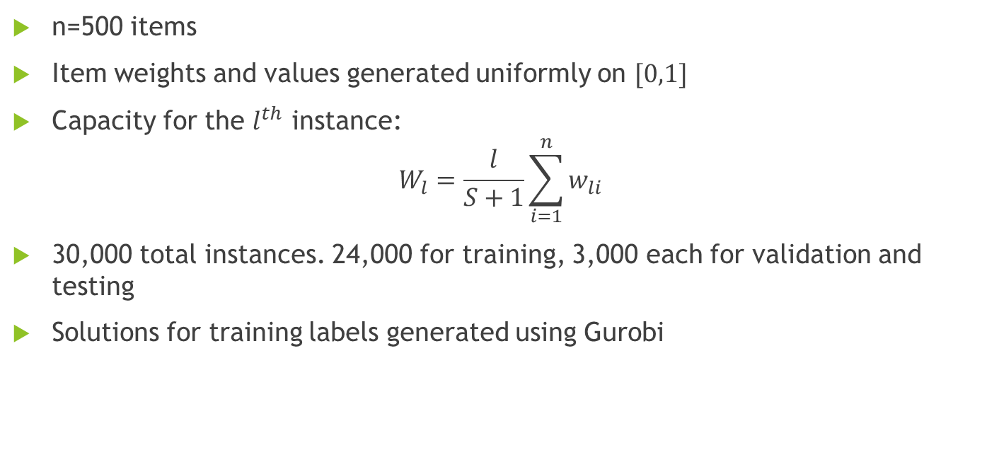 ▶ n=500 items
▶ Item weights and values generated uniformly on [0,1]
▶ Capacity for the $l^{th}$ instance:
$W_l = \frac{l}{S+1}\sum_{i=1}^{n} w_{li}$
▶ 30,000 total instances. 24,000 for training, 3,000 each for validation and
testing
▶ Solutions for training labels generated using Gurobi